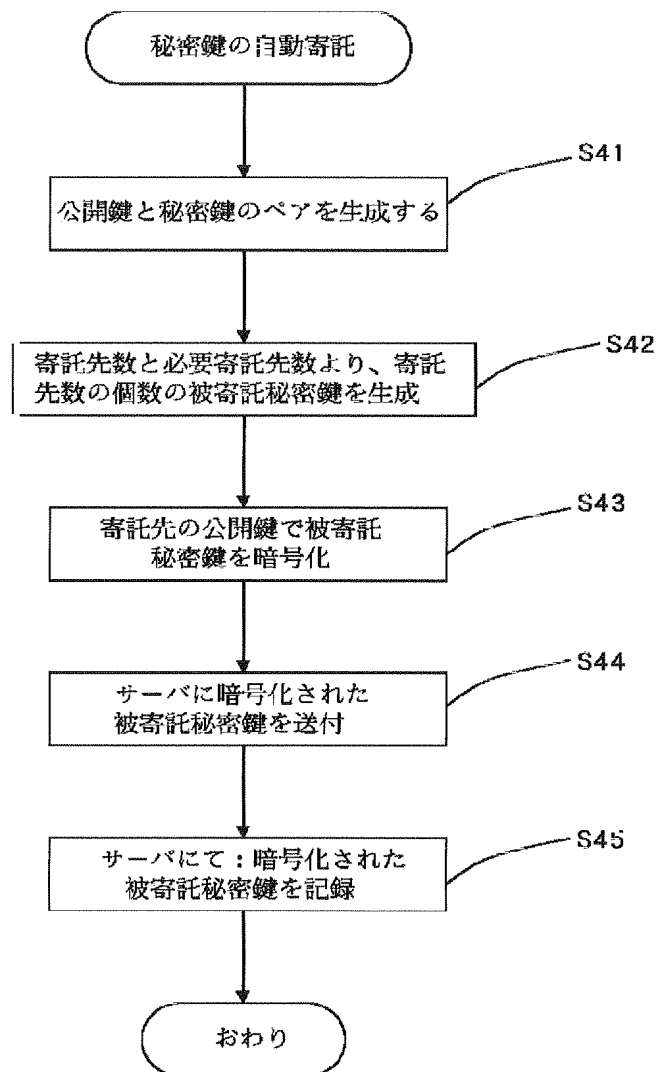 秘密鍵の自動寄託
S41
公開鍵と秘密鍵のペアを生成する
S42
寄託先数と必要寄託先数より、寄託
先数の個数の被寄託秘密鍵を生成
S43
寄託先の公開鍵で被寄託
秘密鍵を暗号化
S44
サーバに暗号化された
被寄託秘密鍵を送付
S45
サーバにて:暗号化された
被寄託秘密鍵を記録
おわり